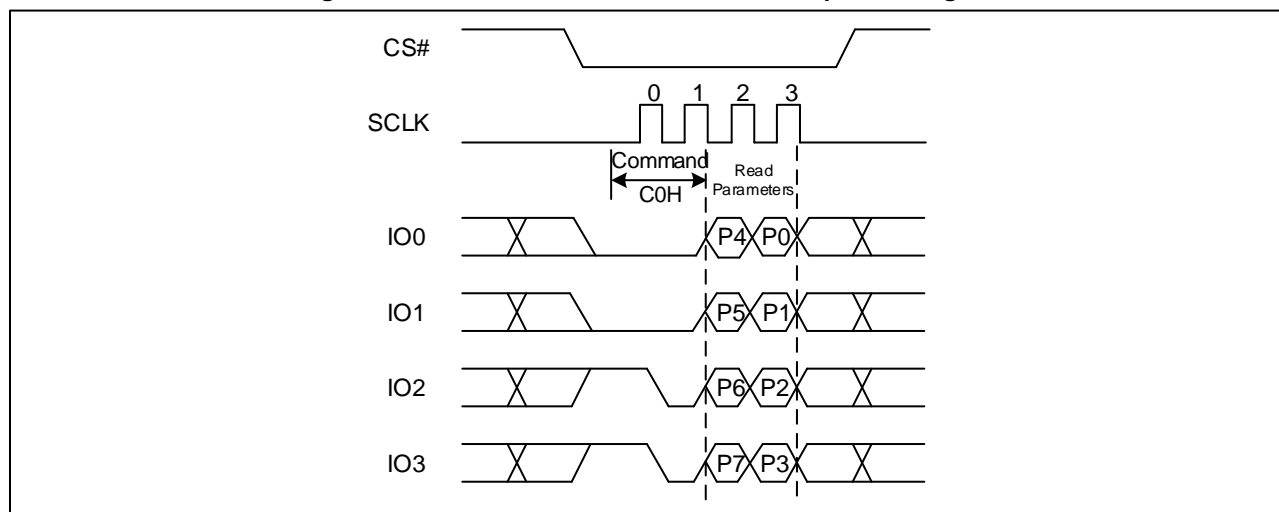 CS#
0 1 2 3
SCLK
Command
C0H
Read
Parameters
IO0
P4 P0
IO1
P5 P1
IO2
P6 P2
IO3
P7 P3